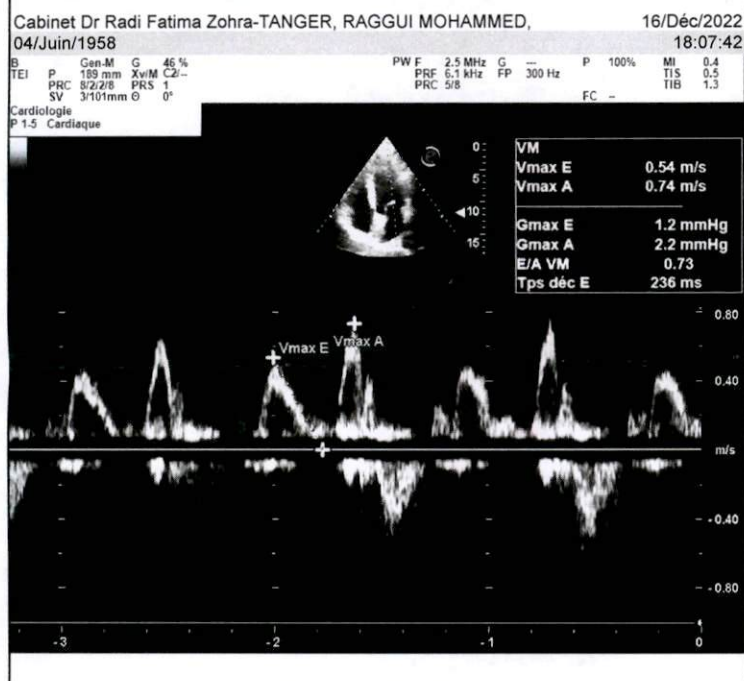 Cabinet Dr Radi Fatima Zohra-TANGER, RAGGUI MOHAMMED, 16/Déc/2022
04/Juin/1958 18:07:42
B Gen-M G 46 % PW F 2.5 MHz G --- P 100% MI 0.4
TEI P 189 mm Xv/M C2/-- PRF 6.1 kHz FP 300 Hz TIS 0.5
PRC 8/2/2/8 PRS 1 PRC 5/8 TIB 1.3
SV 3/101mm Θ 0° FC --
Cardiologie
P 1-5 Cardiaque
0
5
10
15
VM
Vmax E 0.54 m/s
Vmax A 0.74 m/s
Gmax E 1.2 mmHg
Gmax A 2.2 mmHg
E/A VM 0.73
Tps déc E 236 ms
0.80
Vmax E Vmax A
0.40
m/s
- 0.40
- 0.80
-3 -2 -1 0